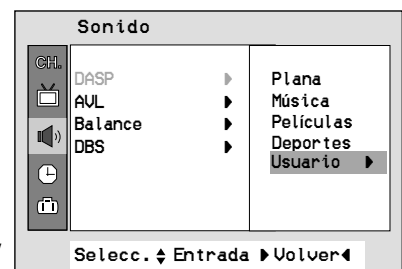 Sonido
CH.
DASP
AVL
Balance
DBS
Plana
Música
Películas
Deportes
Usuario
Selecc. Entrada Volver